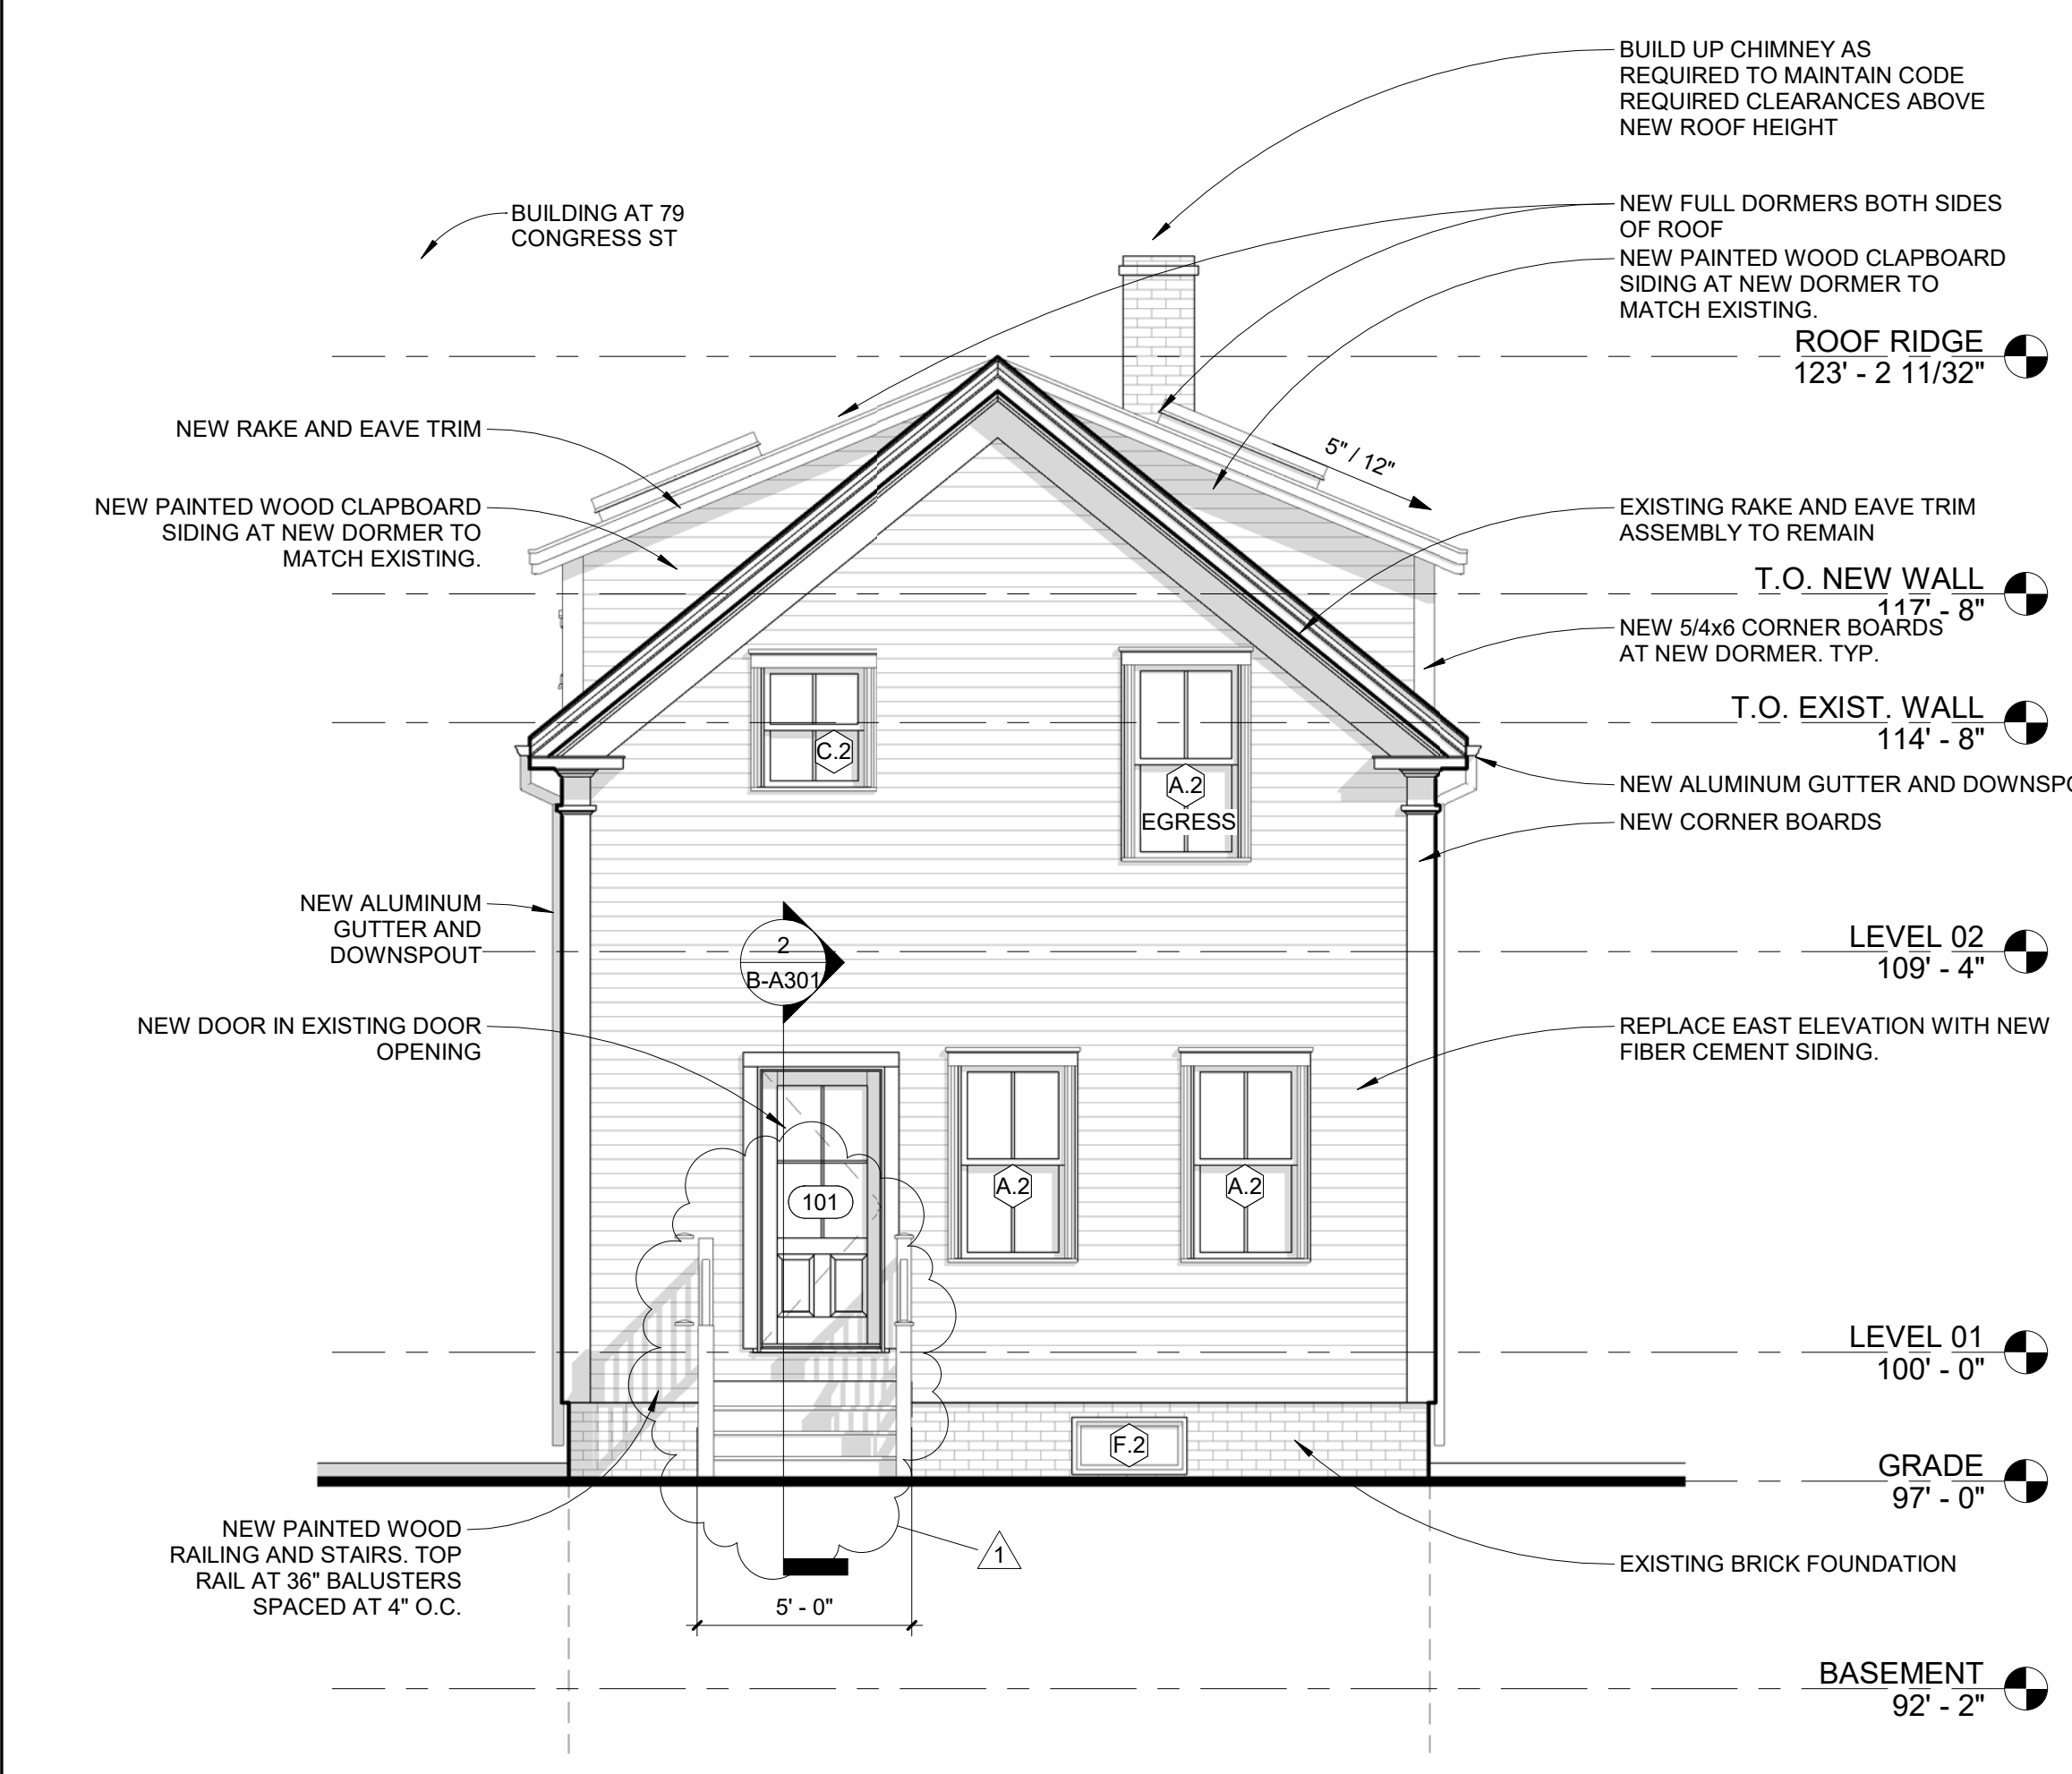 BUILD UP CHIMNEY AS
REQUIRED TO MAINTAIN CODE
REQUIRED CLEARANCES ABOVE
NEW ROOF HEIGHT
BUILDING AT 79
CONGRESS ST
NEW FULL DORMERS BOTH SIDES
OF ROOF
NEW PAINTED WOOD CLAPBOARD
SIDING AT NEW DORMER TO
MATCH EXISTING.
ROOF RIDGE
123' - 2 11/32"
NEW RAKE AND EAVE TRIM
5" / 12"
NEW PAINTED WOOD CLAPBOARD
SIDING AT NEW DORMER TO
MATCH EXISTING.
EXISTING RAKE AND EAVE TRIM
ASSEMBLY TO REMAIN
T.O. NEW WALL
117' - 8"
NEW 5/4x6 CORNER BOARDS
AT NEW DORMER. TYP.
T.O. EXIST. WALL
114' - 8"
C.2
A.2
EGRESS
NEW ALUMINUM GUTTER AND DOWNSPO
NEW CORNER BOARDS
NEW ALUMINUM
GUTTER AND
DOWNSPOUT
2
B-A301
LEVEL 02
109' - 4"
NEW DOOR IN EXISTING DOOR
OPENING
REPLACE EAST ELEVATION WITH NEW
FIBER CEMENT SIDING.
101
A.2
A.2
LEVEL 01
100' - 0"
F.2
GRADE
97' - 0"
NEW PAINTED WOOD
RAILING AND STAIRS. TOP
RAIL AT 36" BALUSTERS
SPACED AT 4" O.C.
1
EXISTING BRICK FOUNDATION
5' - 0"
BASEMENT
92' - 2"